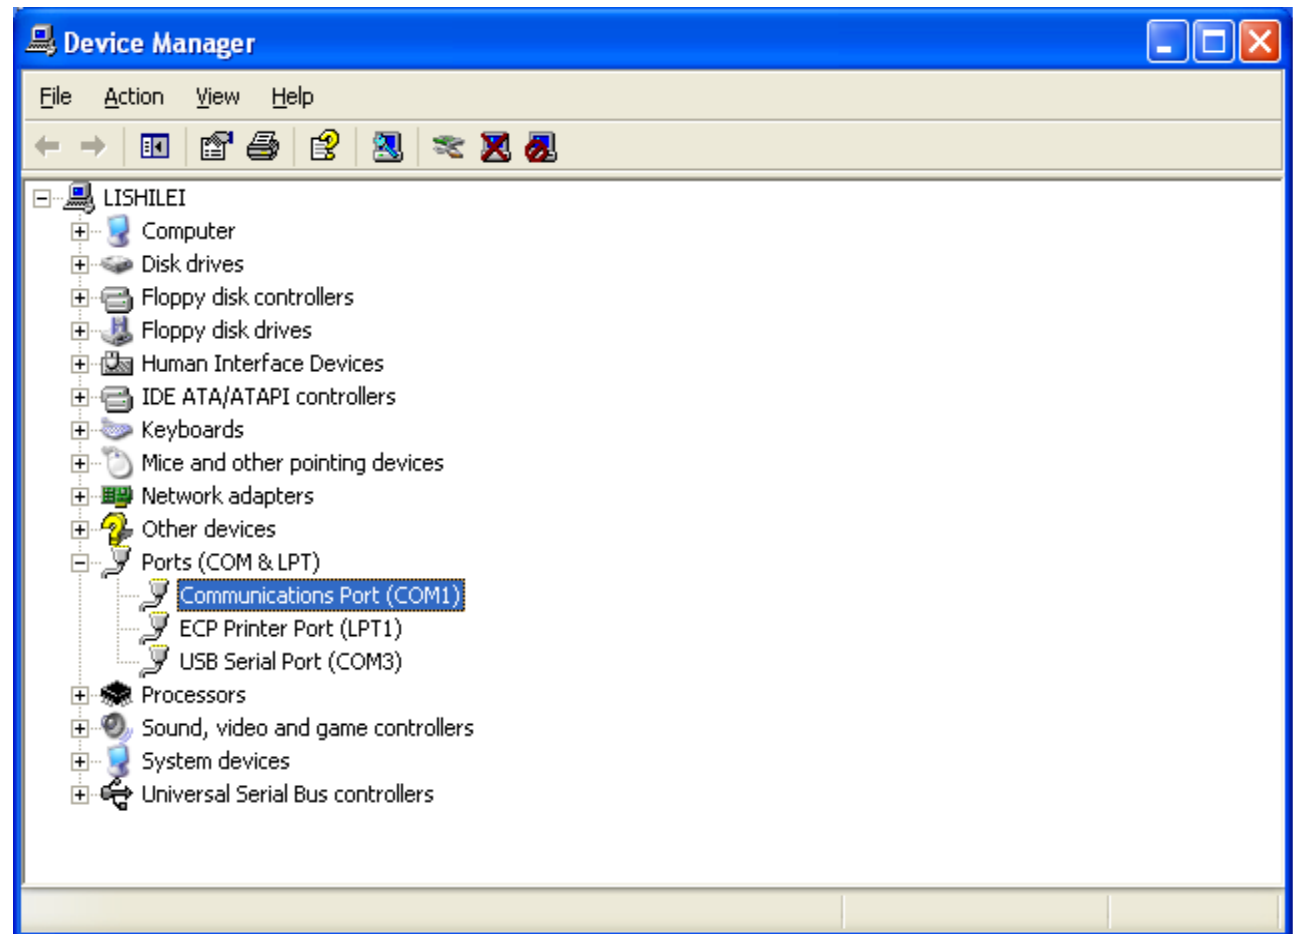 Device Manager
File Action View Help
LISHILEI
Computer
Disk drives
Floppy disk controllers
Floppy disk drives
Human Interface Devices
IDE ATA/ATAPI controllers
Keyboards
Mice and other pointing devices
Network adapters
Other devices
Ports (COM & LPT)
Communications Port (COM1)
ECP Printer Port (LPT1)
USB Serial Port (COM3)
Processors
Sound, video and game controllers
System devices
Universal Serial Bus controllers